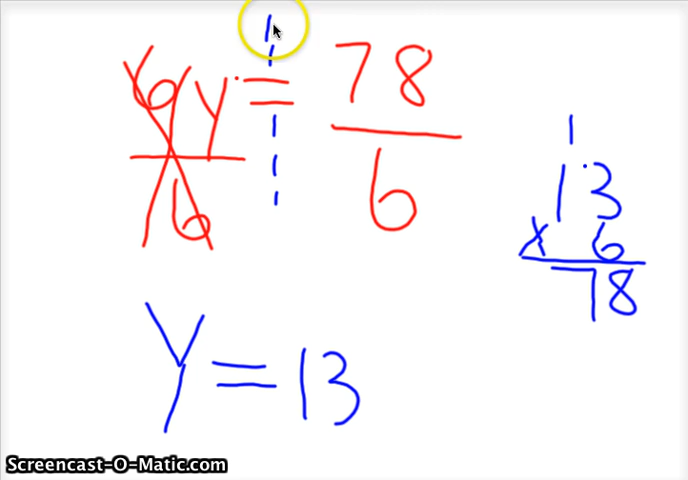 6y = 78
6 6
1
13
x 6
78
y = 13
Screencast-O-Matic.com